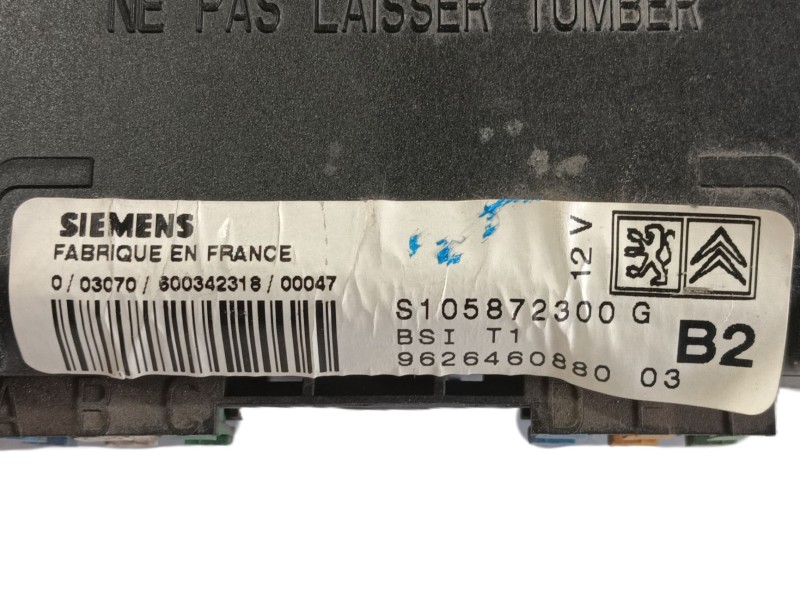 NE PAS LAISSER TOMBER
SIEMENS
FABRIQUE EN FRANCE
0/03070/600342318/00047
12 V
S105872300 G
BSI T1
9626460880 03
B2
A B C
D E F